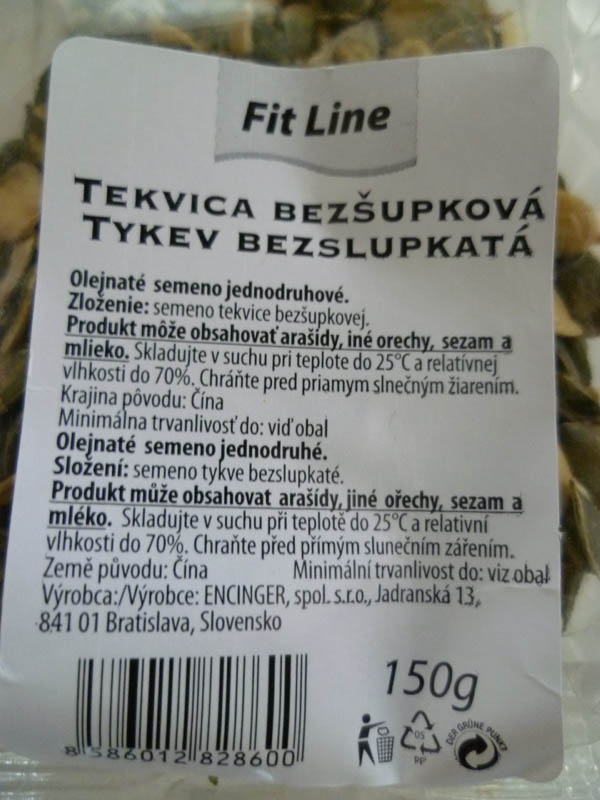 Fit Line
TEKVICA BEZŠUPKOVÁ
TYKEV BEZSLUPKATÁ
Olejnaté semeno jednodruhové.
Zloženie: semeno tekvice bezšupkovej.
Produkt môže obsahovať arašidy, iné orechy, sezam a
mlieko. Skladujte v suchu pri teplote do 25°C a relatívnej
vlhkosti do 70%. Chráňte pred priamym slnečným žiarením.
Krajina pôvodu: Čína
Minimálna trvanlivosť do: viď obal
Olejnaté semeno jednodruhé.
Složení: semeno tykve bezslupkaté.
Produkt může obsahovat arašídy, jiné ořechy, sezam a
mléko. Skladujte v suchu při teplotě do 25°C a relativní
vlhkosti do 70%. Chraňte před přímým slunečním zářením.
Země původu: Čína Minimální trvanlivost do: viz obal
Výrobca:/Výrobce: ENCINGER, spol. s.r.o., Jadranská 13,
841 01 Bratislava, Slovensko
150g
8 586012 828600
05
PP
DER GRÜNE PUNKT